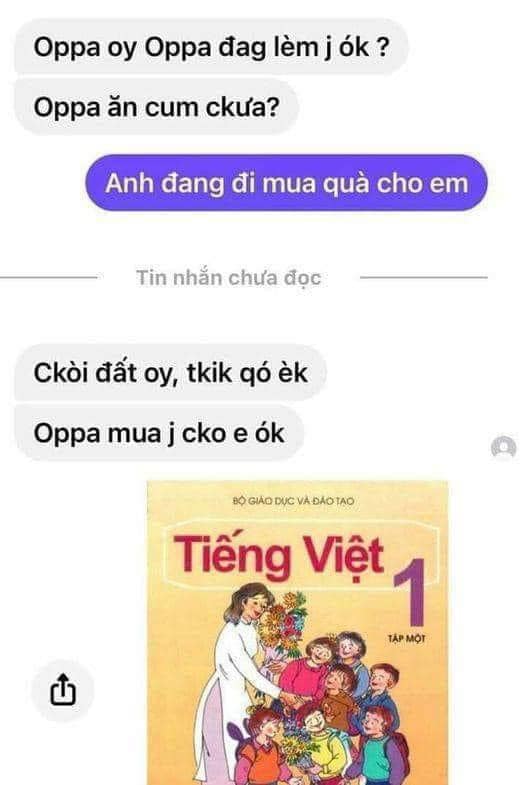 Oppa oy Oppa đag lèm j ók ?
Oppa ăn cum ckưa?
Anh đang đi mua quà cho em
Tin nhắn chưa đọc
Ckòi đất oy, tkik qó èk
Oppa mua j cko e ók
BỘ GIÁO DỤC VÀ ĐÀO TẠO
Tiếng Việt
1
TẬP MỘT